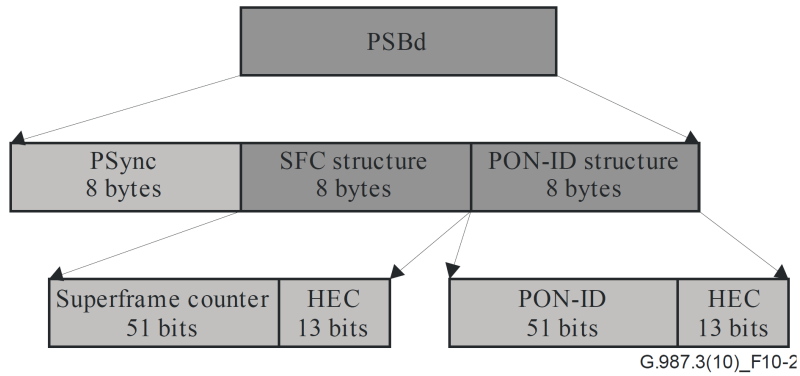 PSBd
PSync
8 bytes
SFC structure
8 bytes
PON-ID structure
8 bytes
Superframe counter
51 bits
HEC
13 bits
PON-ID
51 bits
HEC
13 bits
G.987.3(10)_F10-2